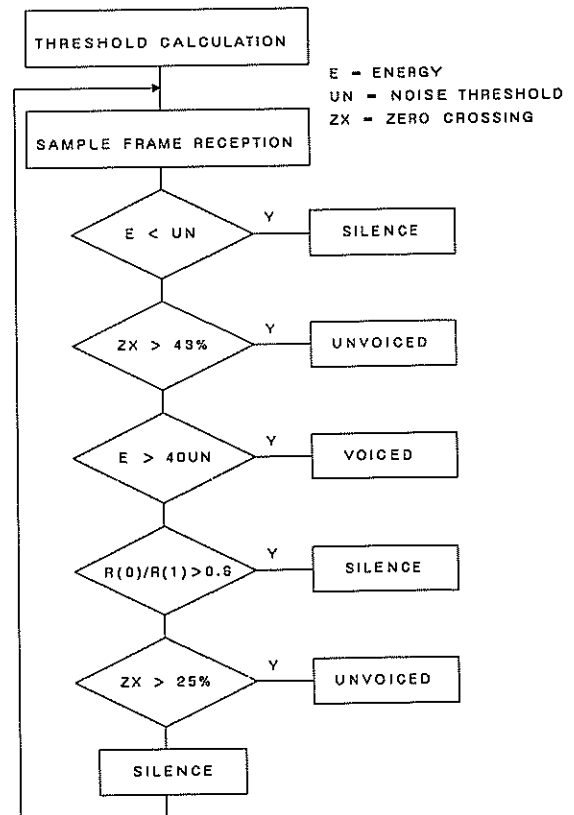 THRESHOLD CALCULATION
E = ENERGY
UN = NOISE THRESHOLD
ZX = ZERO CROSSING
SAMPLE FRAME RECEPTION
E < UN
Y
SILENCE
ZX > 43%
Y
UNVOICED
E > 40UN
Y
VOICED
R(0)/R(1)>0.6
Y
SILENCE
ZX > 25%
Y
UNVOICED
SILENCE